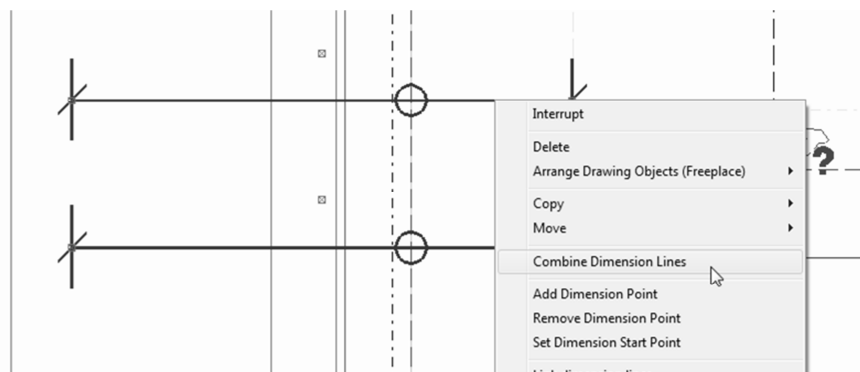 Interrupt
Delete
Arrange Drawing Objects (Freeplace)
Copy
Move
Combine Dimension Lines
?
Add Dimension Point
Remove Dimension Point
Set Dimension Start Point